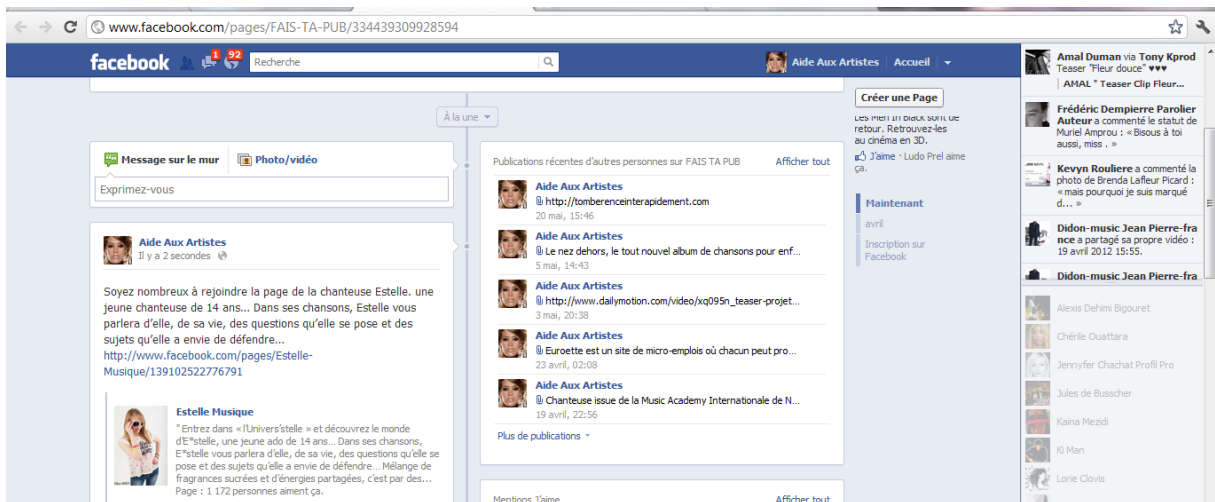 www.facebook.com/pages/FAIS-TA-PUB/334439309928594
facebook
1
92
Recherche
Aide Aux Artistes
Accueil
À la une
Message sur le mur
Photo/vidéo
Exprimez-vous
Aide Aux Artistes
Il y a 2 secondes
Soyez nombreux à rejoindre la page de la chanteuse Estelle. une
jeune chanteuse de 14 ans... Dans ses chansons, Estelle vous
parlera d'elle, de sa vie, des questions qu'elle se pose et des
sujets qu'elle a envie de défendre...
http://www.facebook.com/pages/Estelle-
Musique/139102522776791
Estelle Musique
"Entrez dans « l'Univers'stelle » et découvrez le monde
d'E*stelle, une jeune ado de 14 ans... Dans ses chansons,
E*stelle vous parlera d'elle, de sa vie, des questions qu'elle se
pose et des sujets qu'elle a envie de défendre... Mélange de
fragrances sucrées et d'énergies partagées, c'est par des...
Page : 1 172 personnes aiment ça.
Publications récentes d'autres personnes sur FAIS TA PUB
Afficher tout
Aide Aux Artistes
http://tomberenceinterapidement.com
20 mai, 15:46
Aide Aux Artistes
Le nez dehors, le tout nouvel album de chansons pour enf...
5 mai, 14:43
Aide Aux Artistes
http://www.dailymotion.com/video/xq095n_teaser-projet...
3 mai, 20:38
Aide Aux Artistes
Euroette est un site de micro-emplois où chacun peut pro...
23 avril, 02:08
Aide Aux Artistes
Chanteuse issue de la Music Academy Internationale de N...
19 avril, 22:56
Plus de publications
Mentions J'aime
Afficher tout
Créer une Page
Les Men In Black sont de
retour. Retrouvez-les
au cinéma en 3D.
J'aime · Ludo Prel aime
ça.
Maintenant
avril
Inscription sur
Facebook
Amal Duman via Tony Kprod
Teaser "Fleur douce" ♥♥♥
AMAL * Teaser Clip Fleur...
Frédéric Dempierre Parolier
Auteur a commenté le statut de
Muriel Amprou : « Bisous à toi
aussi, miss . »
Kevyn Rouliere a commenté la
photo de Brenda Lafleur Picard :
« mais pourquoi je suis marqué
d... »
Didon-music Jean Pierre-fra
nce a partagé sa propre vidéo :
19 avril 2012 15:55.
Didon-music Jean Pierre-fra
Alexis Dehimi Bigouret
Chérile Ouattara
Jennyfer Chachat Profil Pro
Jules de Busscher
Kaina Mezidi
Ki Man
Lorie Clovis